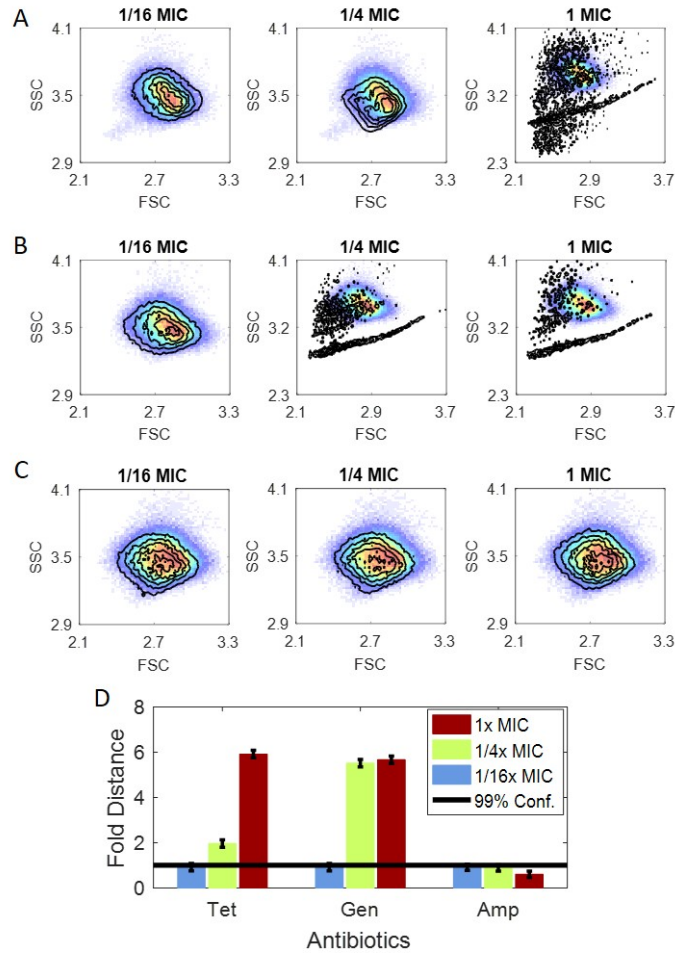 A
1/16 MIC
1/4 MIC
1 MIC
4.1
3.5
2.9
SSC
2.1
2.7
3.3
FSC
4.1
3.5
2.9
SSC
2.1
2.7
3.3
FSC
4.1
3.2
2.3
SSC
2.1
2.9
3.7
FSC
B
1/16 MIC
1/4 MIC
1 MIC
4.1
3.5
2.9
SSC
2.1
2.7
3.3
FSC
4.1
3.2
2.3
SSC
2.1
2.9
3.7
FSC
4.1
3.2
2.3
SSC
2.1
2.9
3.7
FSC
C
1/16 MIC
1/4 MIC
1 MIC
4.1
3.5
2.9
SSC
2.1
2.7
3.3
FSC
4.1
3.5
2.9
SSC
2.1
2.7
3.3
FSC
4.1
3.5
2.9
SSC
2.1
2.7
3.3
FSC
D
8
6
4
2
0
Fold Distance
1x MIC
1/4x MIC
1/16x MIC
99% Conf.
Tet
Gen
Amp
Antibiotics